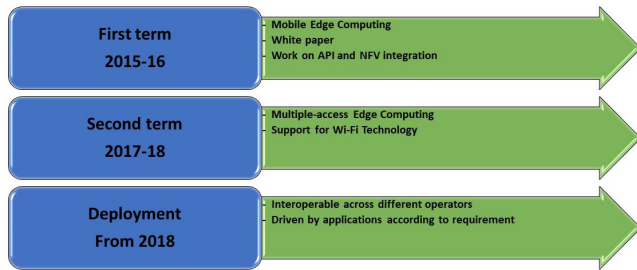 First term
2015-16
- Mobile Edge Computing
- White paper
- Work on API and NFV integration
Second term
2017-18
- Multiple-access Edge Computing
- Support for Wi-Fi Technology
Deployment
From 2018
- Interoperable across different operators
- Driven by applications according to requirement